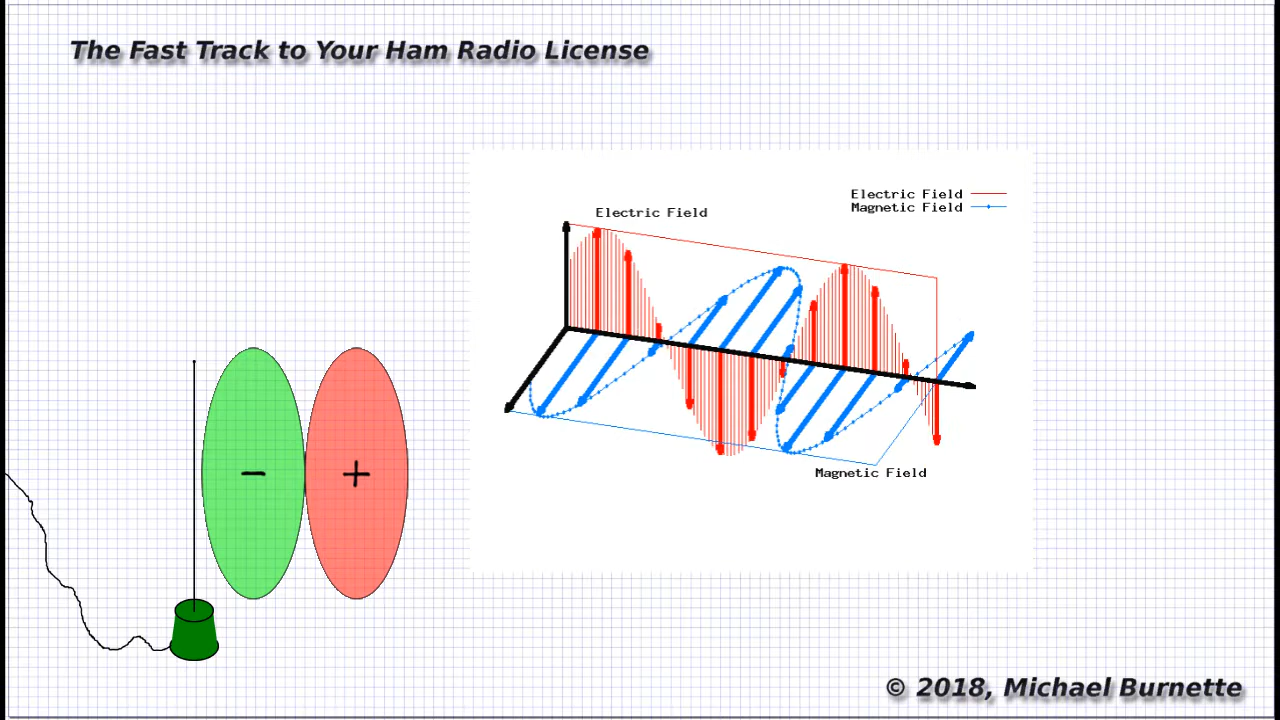 The Fast Track to Your Ham Radio License
Electric Field
Magnetic Field
Electric Field
- +
Magnetic Field
© 2018, Michael Burnette